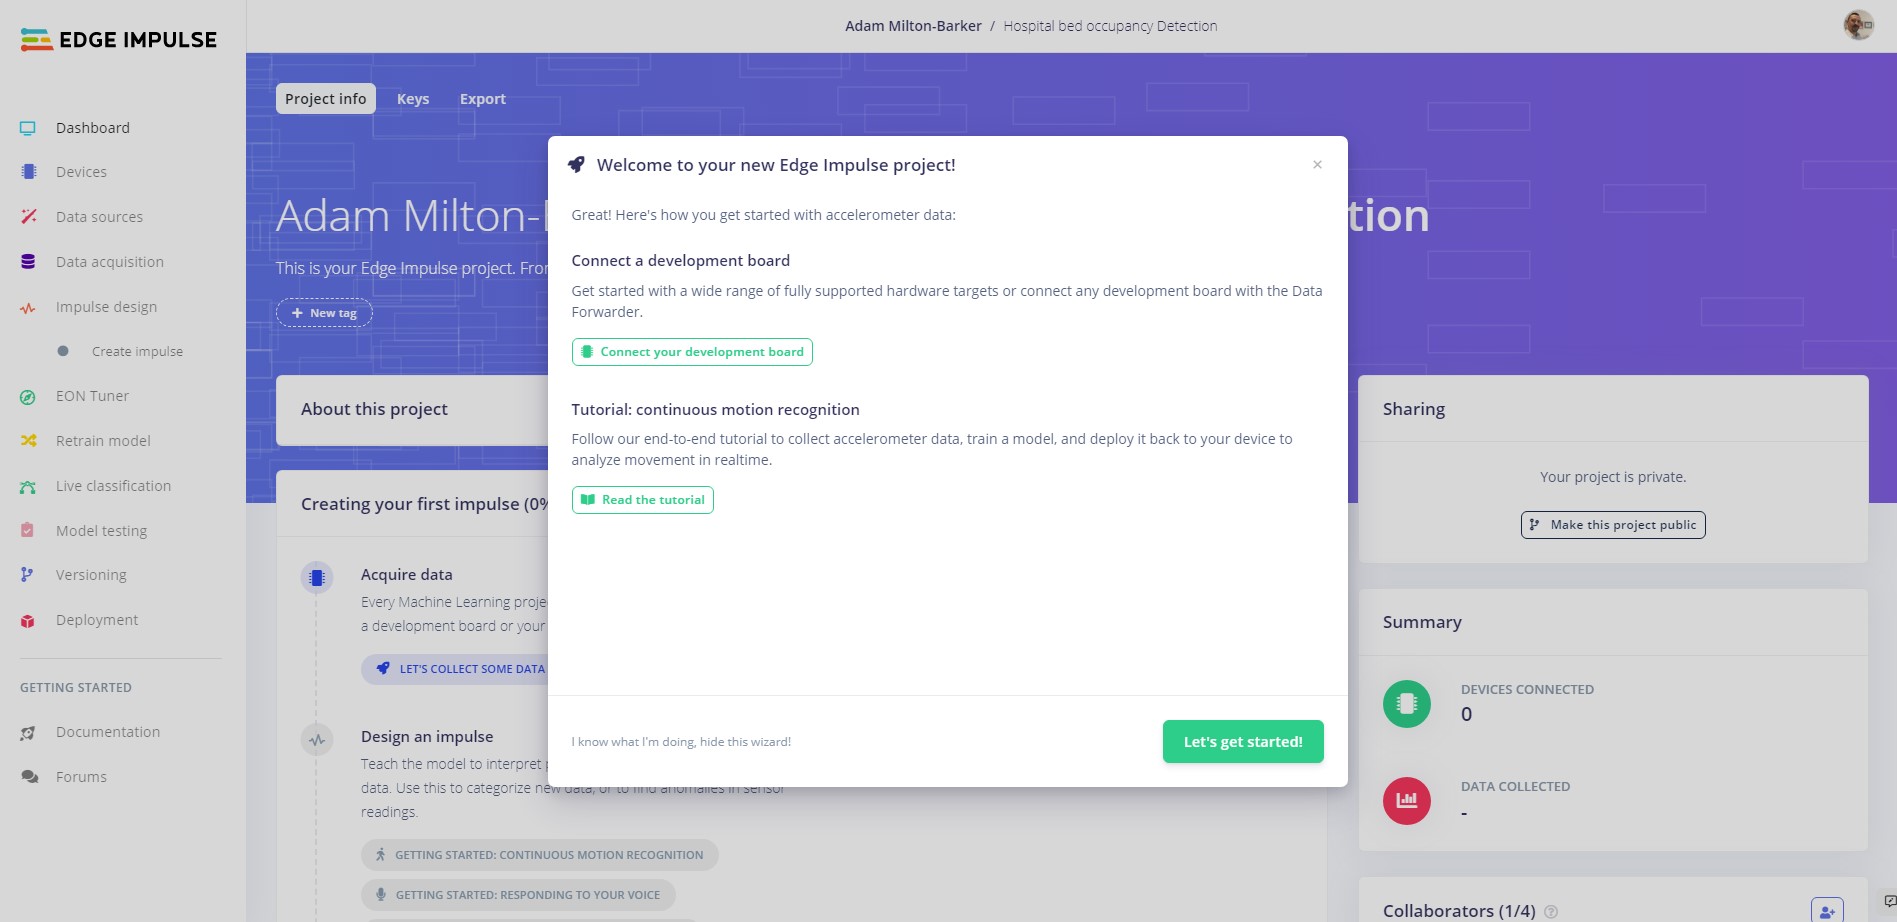 EDGE IMPULSE
Adam Milton-Barker / Hospital bed occupancy Detection
Dashboard
Devices
Data sources
Data acquisition
Impulse design
Create impulse
EON Tuner
Retrain model
Live classification
Model testing
Versioning
Deployment
GETTING STARTED
Documentation
Forums
Project info
Keys
Export
Adam Milton-
tion
This is your Edge Impulse project.
+ New tag
Welcome to your new Edge Impulse project!
×
Great! Here's how you get started with accelerometer data:
Connect a development board
Get started with a wide range of fully supported hardware targets or connect any development board with the Data
Forwarder.
Connect your development board
Tutorial: continuous motion recognition
Follow our end-to-end tutorial to collect accelerometer data, train a model, and deploy it back to your device to
analyze movement in realtime.
Read the tutorial
I know what I'm doing, hide this wizard!
Let's get started!
About this project
Creating your first impulse (0%
Acquire data
Every Machine Learning proje
a development board or your
LET'S COLLECT SOME DATA
Design an impulse
Teach the model to interpret
data. Use this to categorize new data, or to find anomalies in sensor
readings.
GETTING STARTED: CONTINUOUS MOTION RECOGNITION
GETTING STARTED: RESPONDING TO YOUR VOICE
Sharing
Your project is private.
Make this project public
Summary
DEVICES CONNECTED
0
DATA COLLECTED
-
Collaborators (1/4) ?